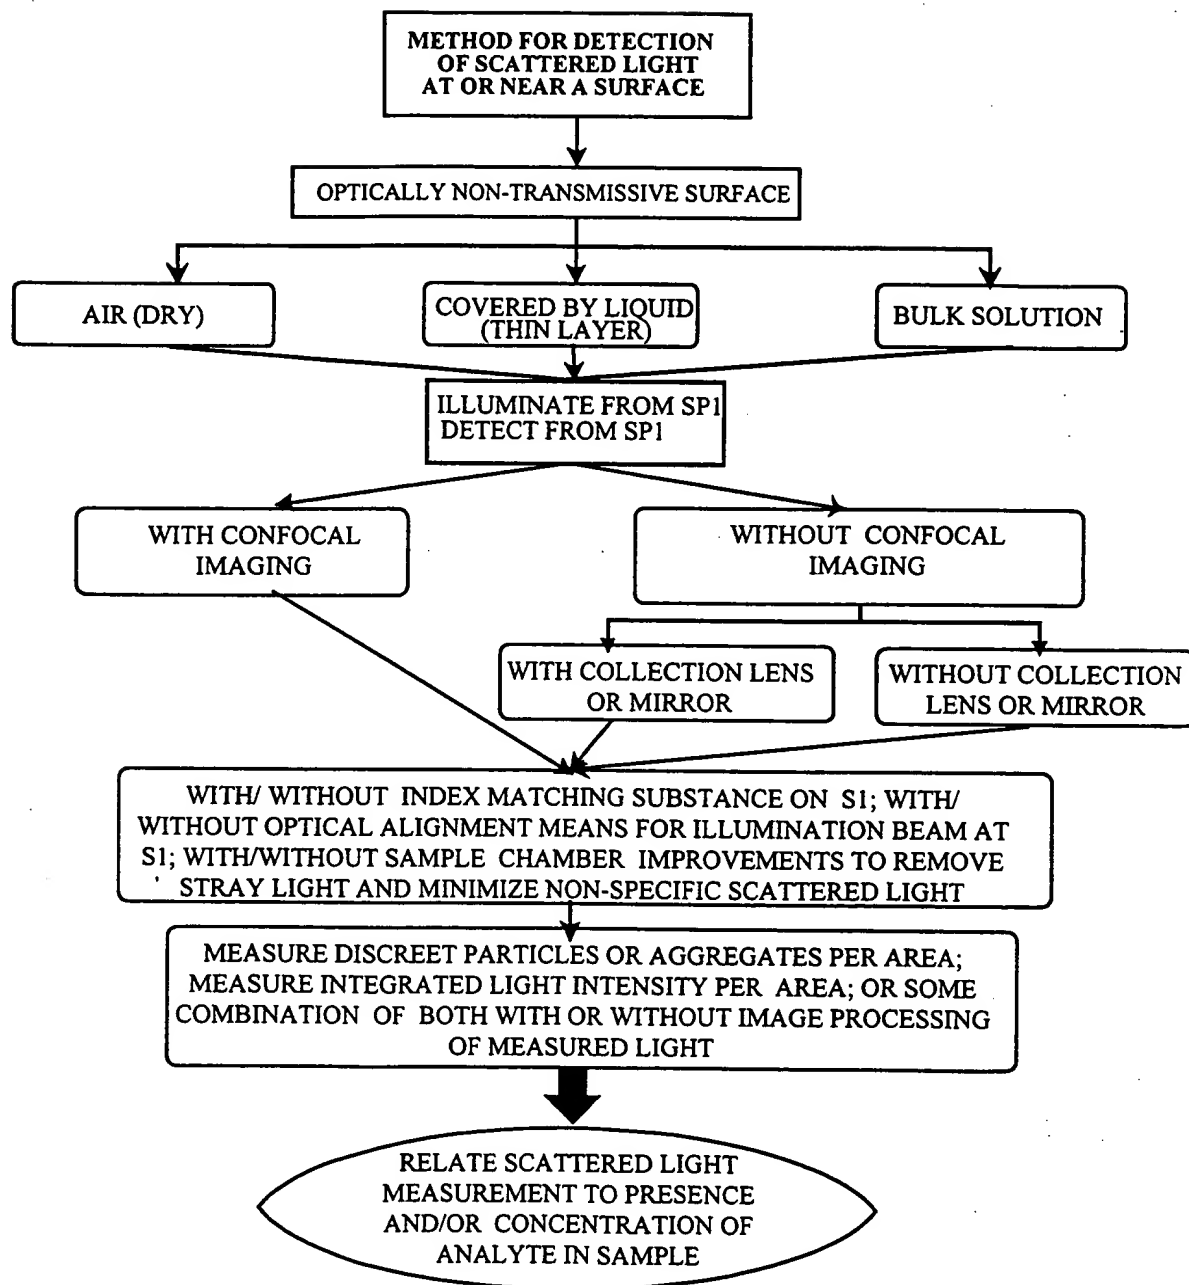 METHOD FOR DETECTION
OF SCATTERED LIGHT
AT OR NEAR A SURFACE
OPTICALLY NON-TRANSMISSIVE SURFACE
AIR (DRY)
COVERED BY LIQUID
(THIN LAYER)
BULK SOLUTION
ILLUMINATE FROM SP1
DETECT FROM SP1
WITH CONFOCAL
IMAGING
WITHOUT CONFOCAL
IMAGING
WITH COLLECTION LENS
OR MIRROR
WITHOUT COLLECTION
LENS OR MIRROR
WITH/ WITHOUT INDEX MATCHING SUBSTANCE ON S1; WITH/
WITHOUT OPTICAL ALIGNMENT MEANS FOR ILLUMINATION BEAM AT
S1; WITH/WITHOUT SAMPLE CHAMBER IMPROVEMENTS TO REMOVE
STRAY LIGHT AND MINIMIZE NON-SPECIFIC SCATTERED LIGHT
MEASURE DISCREET PARTICLES OR AGGREGATES PER AREA;
MEASURE INTEGRATED LIGHT INTENSITY PER AREA; OR SOME
COMBINATION OF BOTH WITH OR WITHOUT IMAGE PROCESSING
OF MEASURED LIGHT
RELATE SCATTERED LIGHT
MEASUREMENT TO PRESENCE
AND/OR CONCENTRATION OF
ANALYTE IN SAMPLE